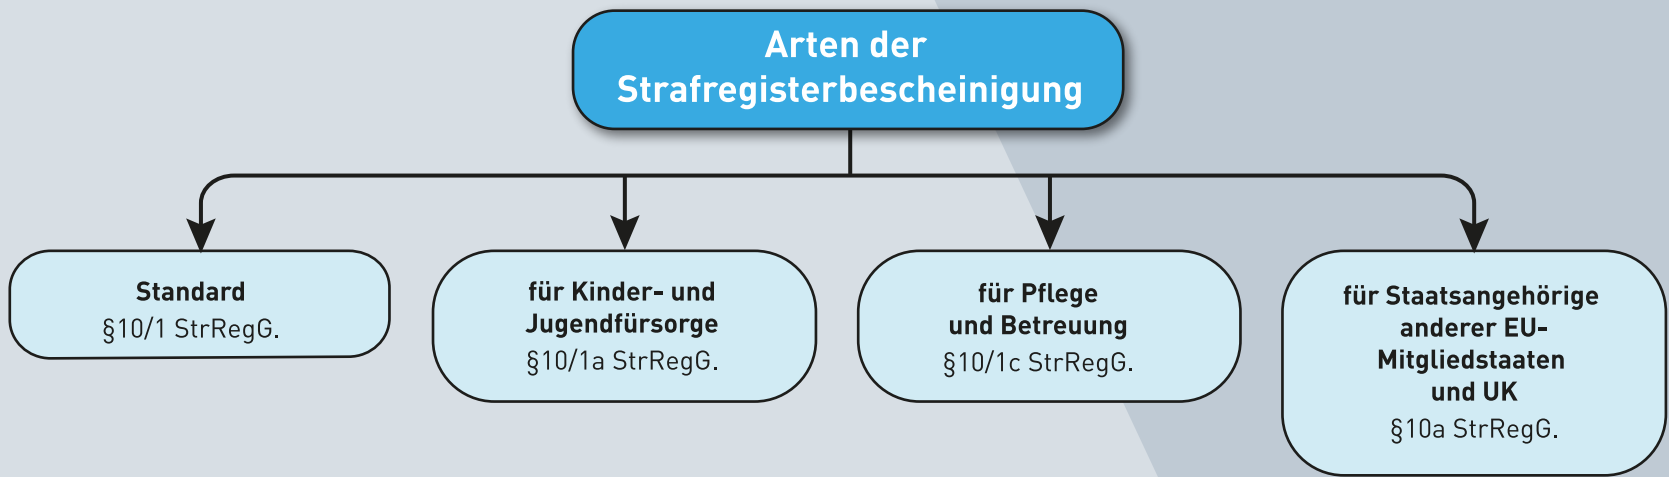 Arten der
Strafregisterbescheinigung
Standard
§10/1 StrRegG.
für Kinder- und
Jugendfürsorge
§10/1a StrRegG.
für Pflege
und Betreuung
§10/1c StrRegG.
für Staatsangehörige
anderer EU-
Mitgliedstaaten
und UK
§10a StrRegG.